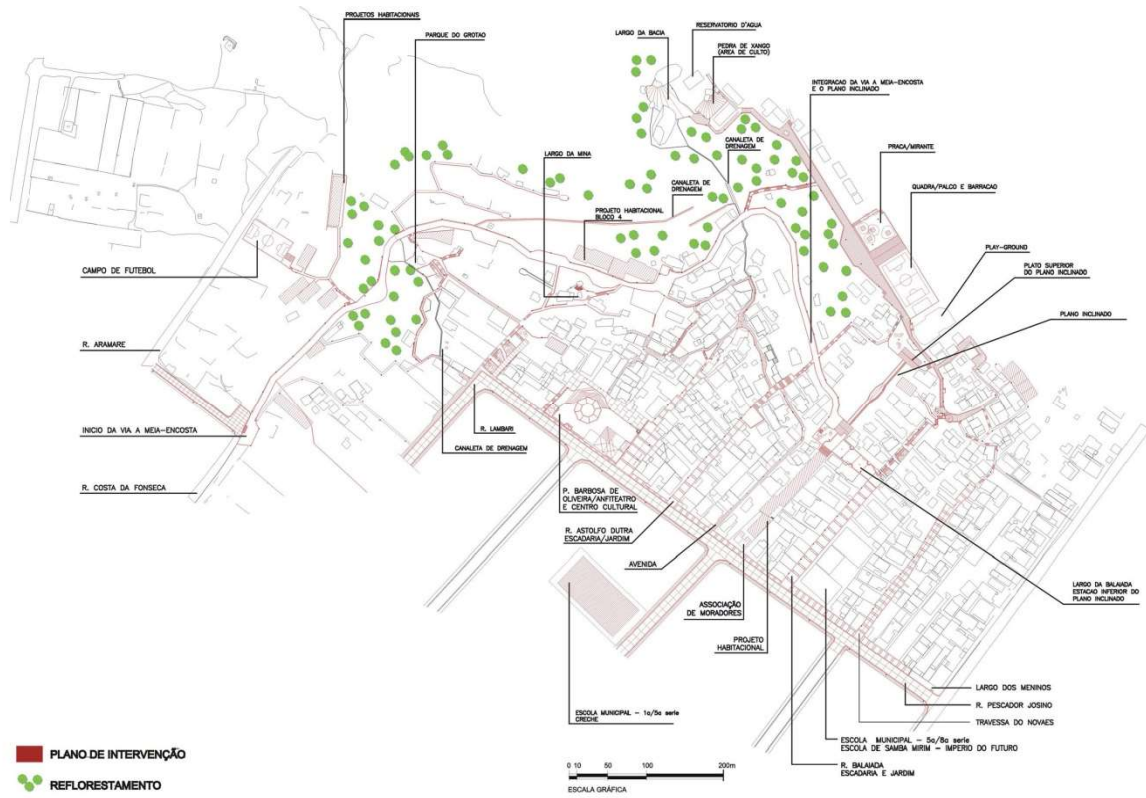 PROJETOS HABITACIONAIS
PARQUE DO GROTAO
LARGO DA BACIA
RESERVATORIO D'AGUA
PEDRA DE XANGO
(AREA DE CULTO)
INTEGRACAO DA VIA A MEIA-ENCOSTA
E O PLANO INCLINADO
LARGO DA MINA
CANALETA DE
DRENAGEM
CANALETA DE
DRENAGEM
PRACA/MIRANTE
QUADRA/PALCO E BARRACAO
PROJETO HABITACIONAL
BLOCO 4
PLAY-GROUND
PLATO SUPERIOR
DO PLANO INCLINADO
PLANO INCLINADO
CAMPO DE FUTEBOL
R. ARAMARE
INICIO DA VIA A MEIA-ENCOSTA
R. COSTA DA FONSECA
R. LAMBARI
CANALETA DE DRENAGEM
P. BARBOSA DE
OLIVEIRA/ANFITEATRO
E CENTRO CULTURAL
R. ASTOLFO DUTRA
ESCADARIA/JARDIM
AVENIDA
ASSOCIAÇÃO
DE MORADORES
PROJETO
HABITACIONAL
LARGO DA BALAIADA
ESTACAO INFERIOR DO
PLANO INCLINADO
LARGO DOS MENINOS
R. PESCADOR JOSINO
TRAVESSA DO NOVAES
ESCOLA MUNICIPAL - 1a/5a serie
CRECHE
ESCOLA MUNICIPAL - 5a/8a serie
ESCOLA DE SAMBA MIRIM - IMPERIO DO FUTURO
R. BALAIADA
ESCADARIA E JARDIM
PLANO DE INTERVENÇÃO
REFLORESTAMENTO
0 10 50 100 200m
ESCALA GRÁFICA